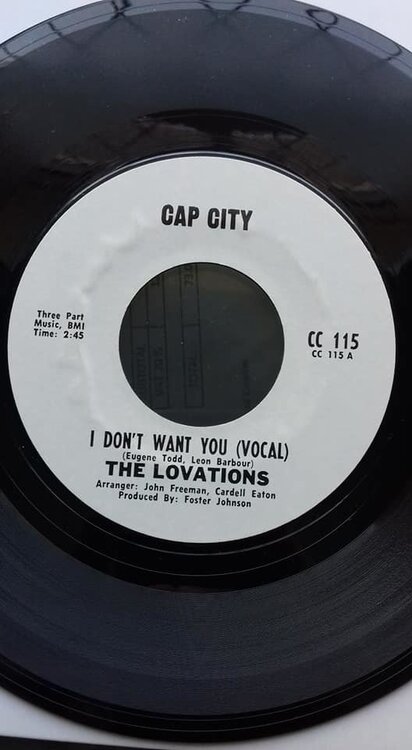 CAP CITY
Three Part
Music, BMI
Time: 2:45
CC 115
CC 115 A
I DON'T WANT YOU (VOCAL)
(Eugene Todd, Leon Barbour)
THE LOVATIONS
Arranger: John Freeman, Cardell Eaton
Produced By: Foster Johnson
TOTAL